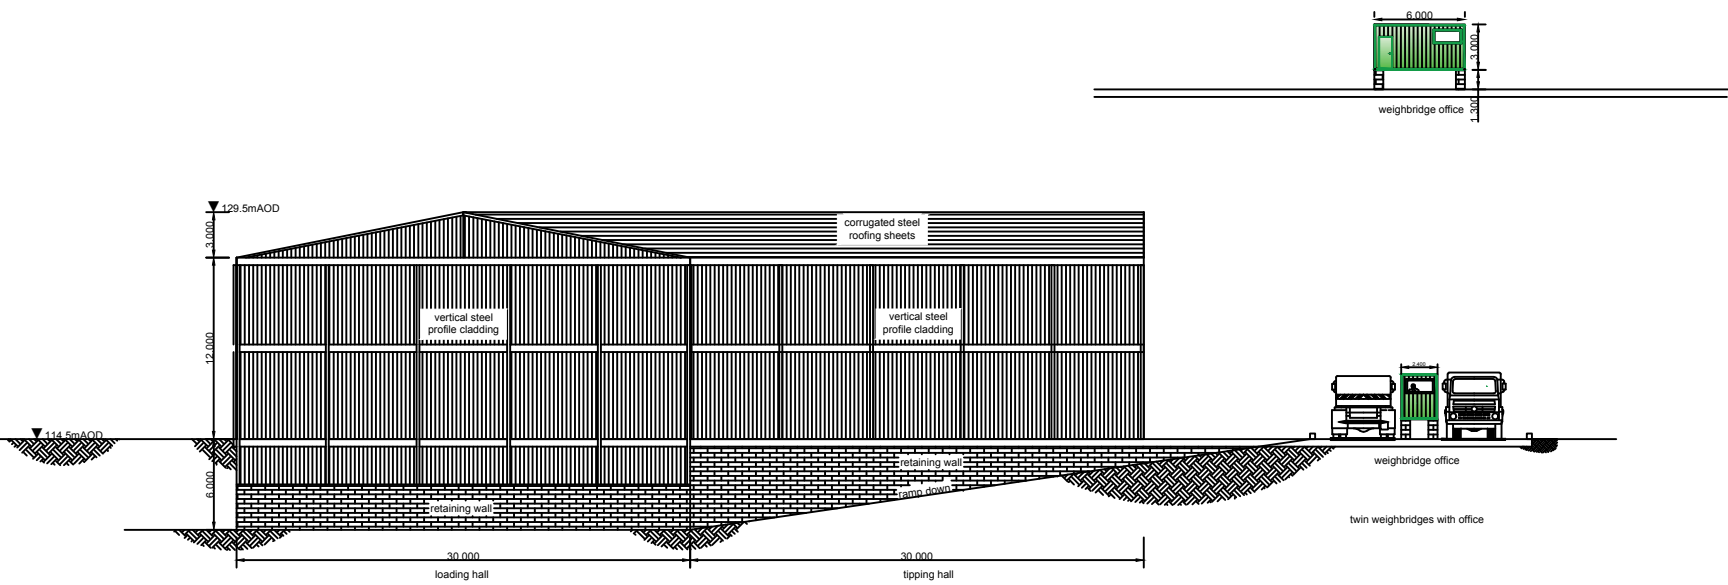 6.000
3.000
1.300
weighbridge office
129.5mAOD
3.000
corrugated steel
roofing sheets
vertical steel
profile cladding
vertical steel
profile cladding
12.000
2.400
114.5mAOD
weighbridge office
retaining wall
6.000
ramp down
retaining wall
twin weighbridges with office
30.000
30.000
loading hall
tipping hall